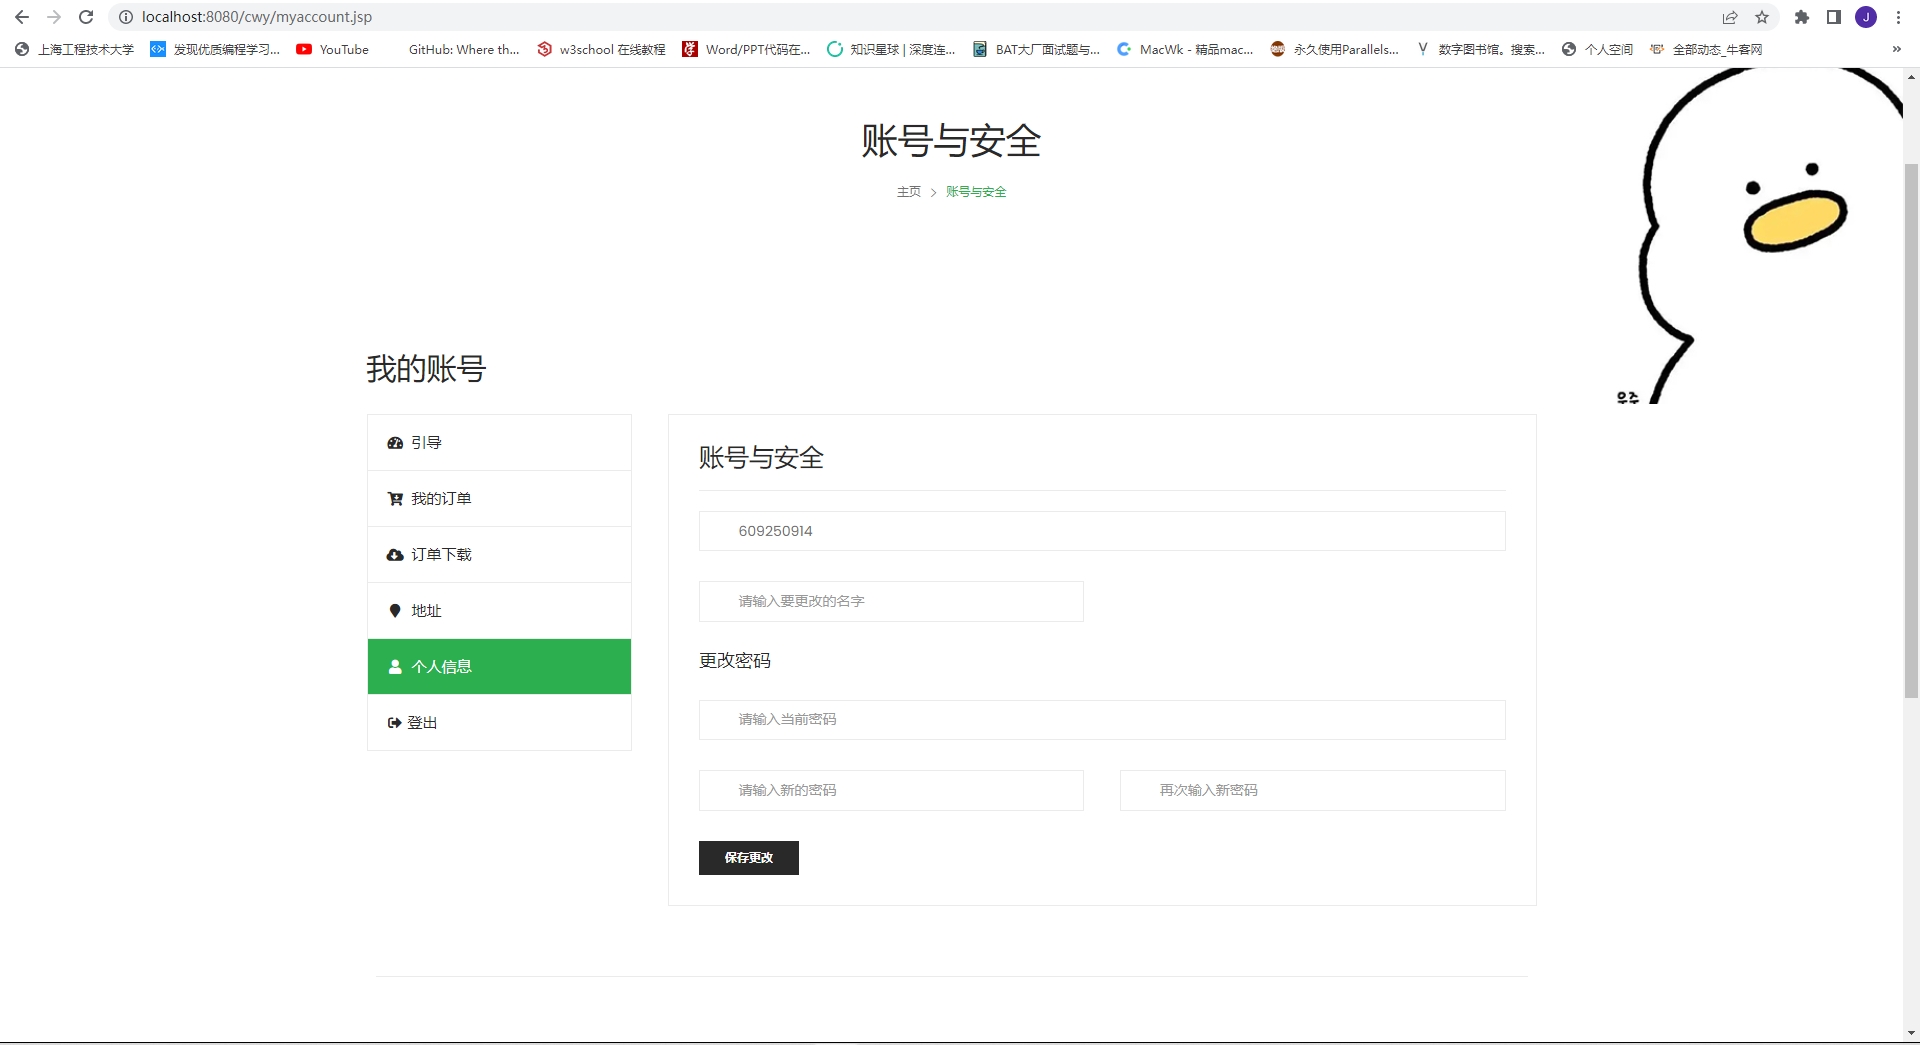 localhost:8080/cwy/myaccount.jsp
J
上海工程技术大学 发现优质编程学习... YouTube GitHub: Where th... w3school 在线教程 Word/PPT代码在... 知识星球 | 深度连... BAT大厂面试题与... MacWk - 精品mac... 永久使用Parallels... 数字图书馆。搜索... 个人空间 全部动态_牛客网 »
账号与安全
主页 > 账号与安全
우주
我的账号
引导
我的订单
订单下载
地址
个人信息
登出
账号与安全
609250914
请输入要更改的名字
更改密码
请输入当前密码
请输入新的密码
再次输入新密码
保存更改